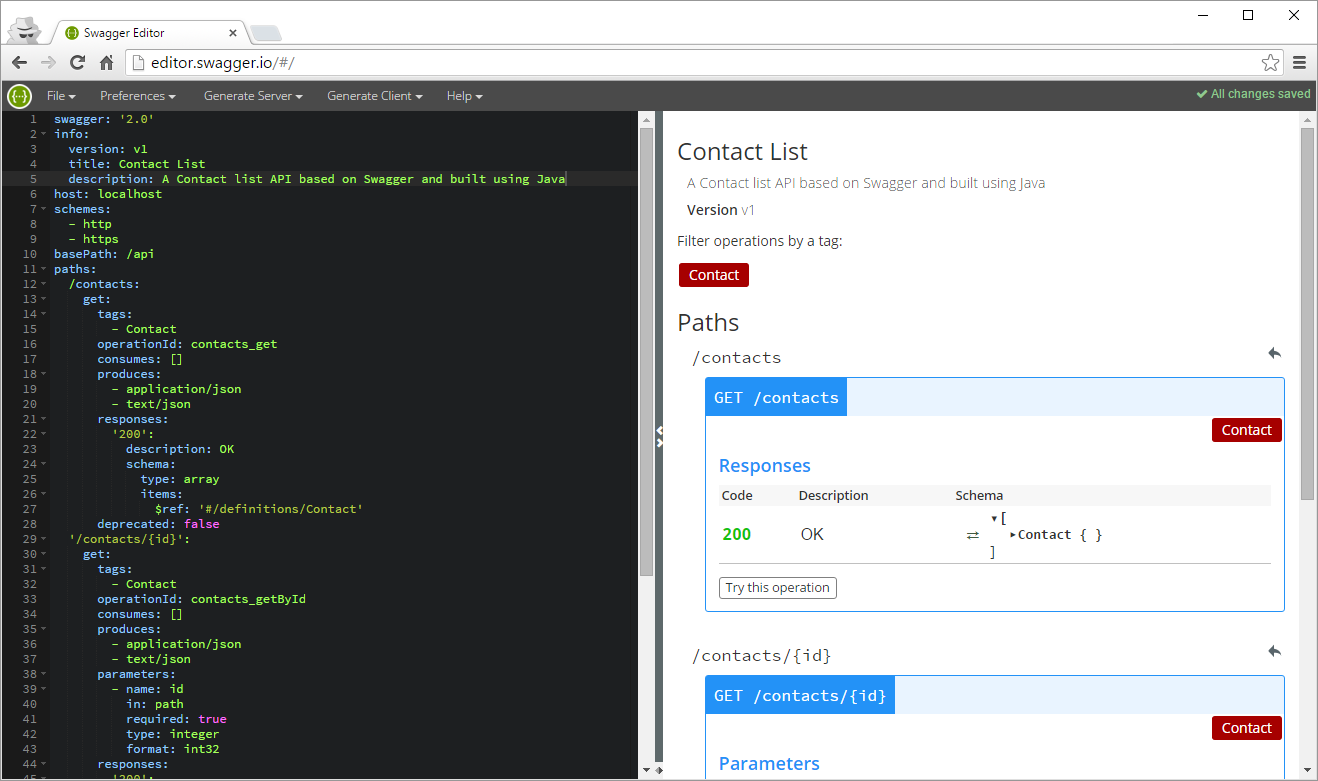 Swagger Editor
editor.swagger.io/#/
File Preferences Generate Server Generate Client Help
All changes saved
1 swagger: '2.0'
2 info:
3 version: v1
4 title: Contact List
5 description: A Contact list API based on Swagger and built using Java
6 host: localhost
7 schemes:
8 - http
9 - https
10 basePath: /api
11 paths:
12 /contacts:
13 get:
14 tags:
15 - Contact
16 operationId: contacts_get
17 consumes: []
18 produces:
19 - application/json
20 - text/json
21 responses:
22 '200':
23 description: OK
24 schema:
25 type: array
26 items:
27 $ref: '#/definitions/Contact'
28 deprecated: false
29 '/contacts/{id}':
30 get:
31 tags:
32 - Contact
33 operationId: contacts_getById
34 consumes: []
35 produces:
36 - application/json
37 - text/json
38 parameters:
39 - name: id
40 in: path
41 required: true
42 type: integer
43 format: int32
44 responses:
45 '200':
Contact List
A Contact list API based on Swagger and built using Java
Version v1
Filter operations by a tag:
Contact
Paths
/contacts
GET /contacts
Contact
Responses
Code Description Schema
200 OK ⇄ ▾[
▸Contact { }
]
Try this operation
/contacts/{id}
GET /contacts/{id}
Contact
Parameters